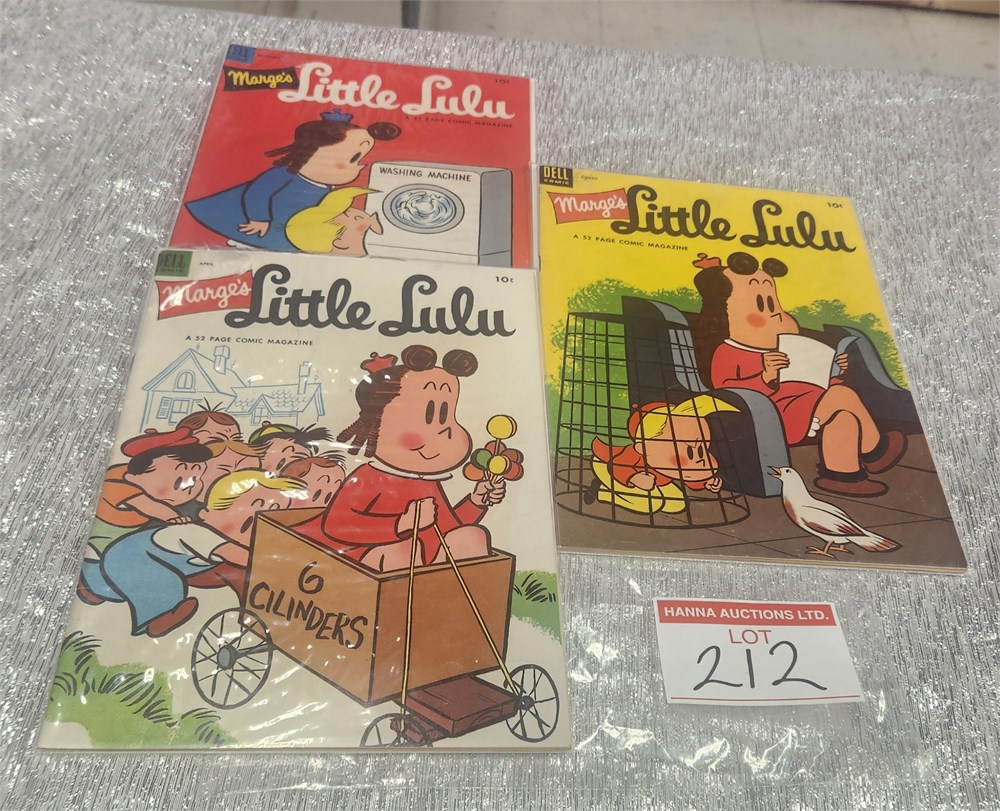 Marge's Little Lulu
10¢
A 52 PAGE COMIC MAGAZINE
WASHING MACHINE
DELL
COMIC
Marge's Little Lulu
10¢
A 52 PAGE COMIC MAGAZINE
DELL
COMIC
APRIL
Marge's Little Lulu
10¢
A 52 PAGE COMIC MAGAZINE
6
CILINDERS
HANNA AUCTIONS LTD.
LOT
212